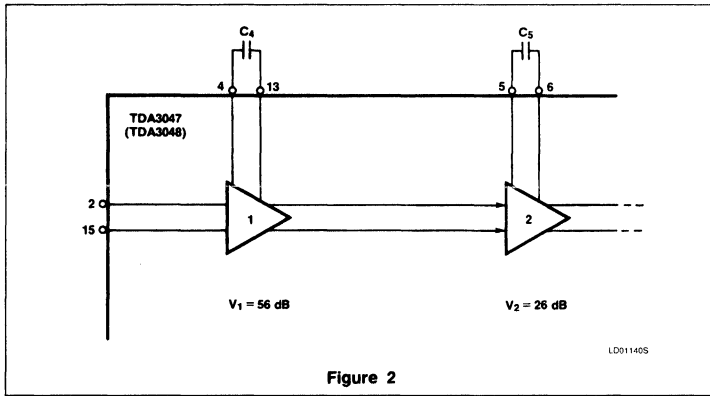 C4
C5
4
13
5
6
TDA3047
(TDA3048)
2
15
1
2
V1 = 56 dB
V2 = 26 dB
LD01140S
Figure 2